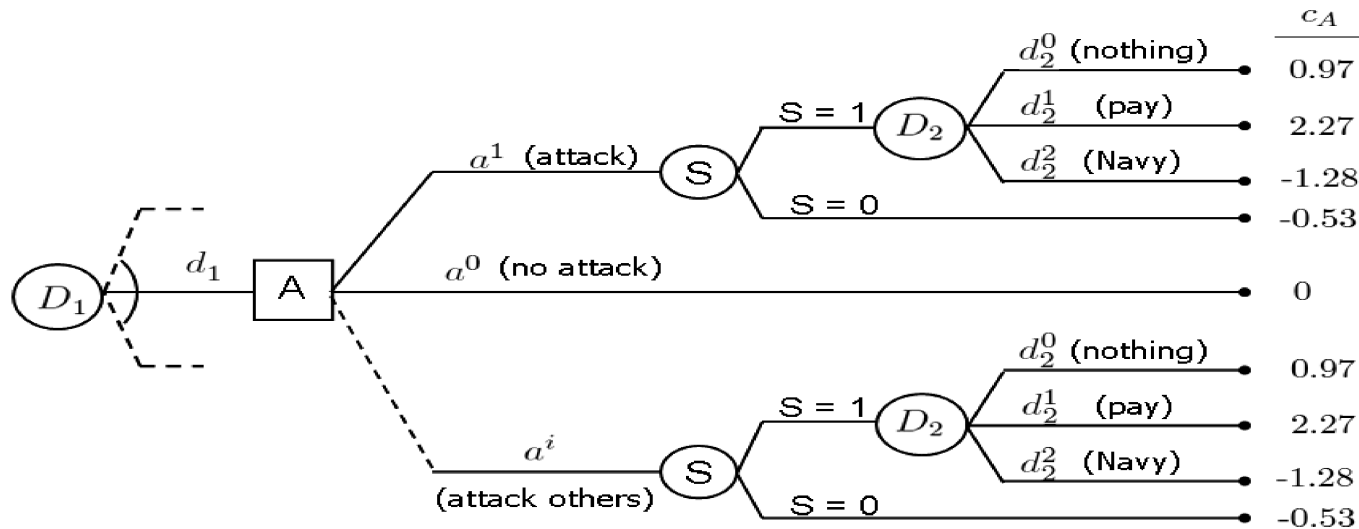 c_A
d_2^0 (nothing) 0.97
S = 1 D_2 d_2^1 (pay) 2.27
a^1 (attack) S d_2^2 (Navy) -1.28
S = 0 -0.53
D_1 d_1 A a^0 (no attack) 0
d_2^0 (nothing) 0.97
S = 1 D_2 d_2^1 (pay) 2.27
a^i S d_2^2 (Navy) -1.28
(attack others) S = 0 -0.53